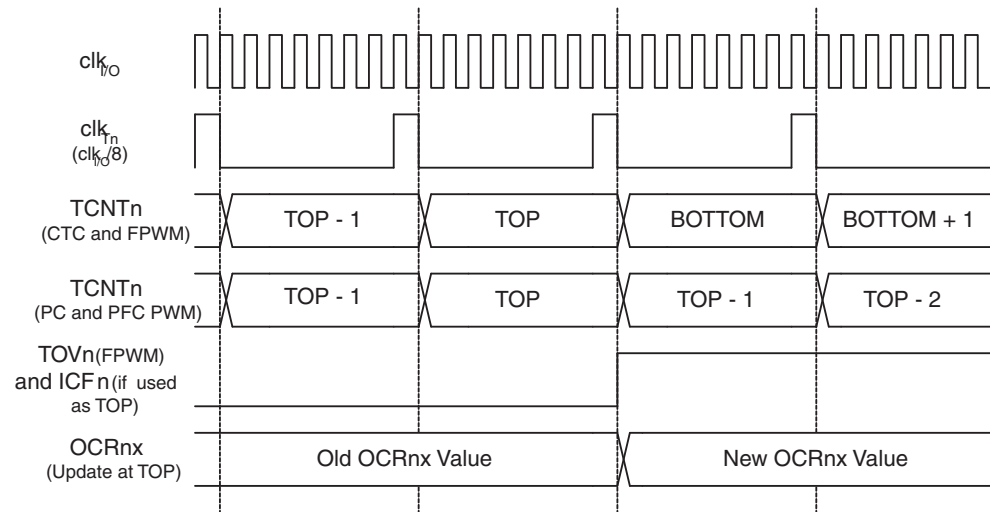 clkI/O
clkTn
(clkI/O/8)
TCNTn
(CTC and FPWM)
TOP - 1
TOP
BOTTOM
BOTTOM + 1
TCNTn
(PC and PFC PWM)
TOP - 1
TOP
TOP - 1
TOP - 2
TOVn(FPWM)
and ICFn(if used
as TOP)
OCRnx
(Update at TOP)
Old OCRnx Value
New OCRnx Value